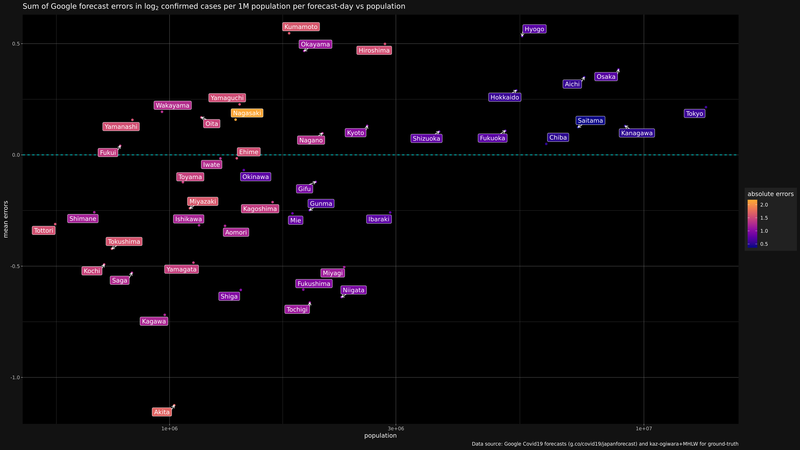 Sum of Google forecast errors in log₂ confirmed cases per 1M population per forecast-day vs population
Kumamoto
Hyogo
0.5
Okayama
Hiroshima
Osaka
Aichi
Yamaguchi
Hokkaido
Wakayama
Nagasaki
Tokyo
Yamanashi
Oita
Saitama
Kyoto
Kanagawa
Nagano
Shizuoka
Fukuoka
Chiba
Fukui
Ehime
0.0
Iwate
Toyama
Okinawa
Gifu
Miyazaki
Gunma
Kagoshima
Shimane
Ishikawa
Mie
Ibaraki
Tottori
Aomori
Tokushima
Kochi
Yamagata
Miyagi
-0.5
Saga
Fukushima
Shiga
Niigata
Tochigi
Kagawa
-1.0
Akita
mean errors
absolute errors
2.0
1.5
1.0
0.5
1e+06
3e+06
1e+07
population
Data source: Google Covid19 forecasts (g.co/covid19/japanforecast) and kaz-ogiwara+MHLW for ground-truth